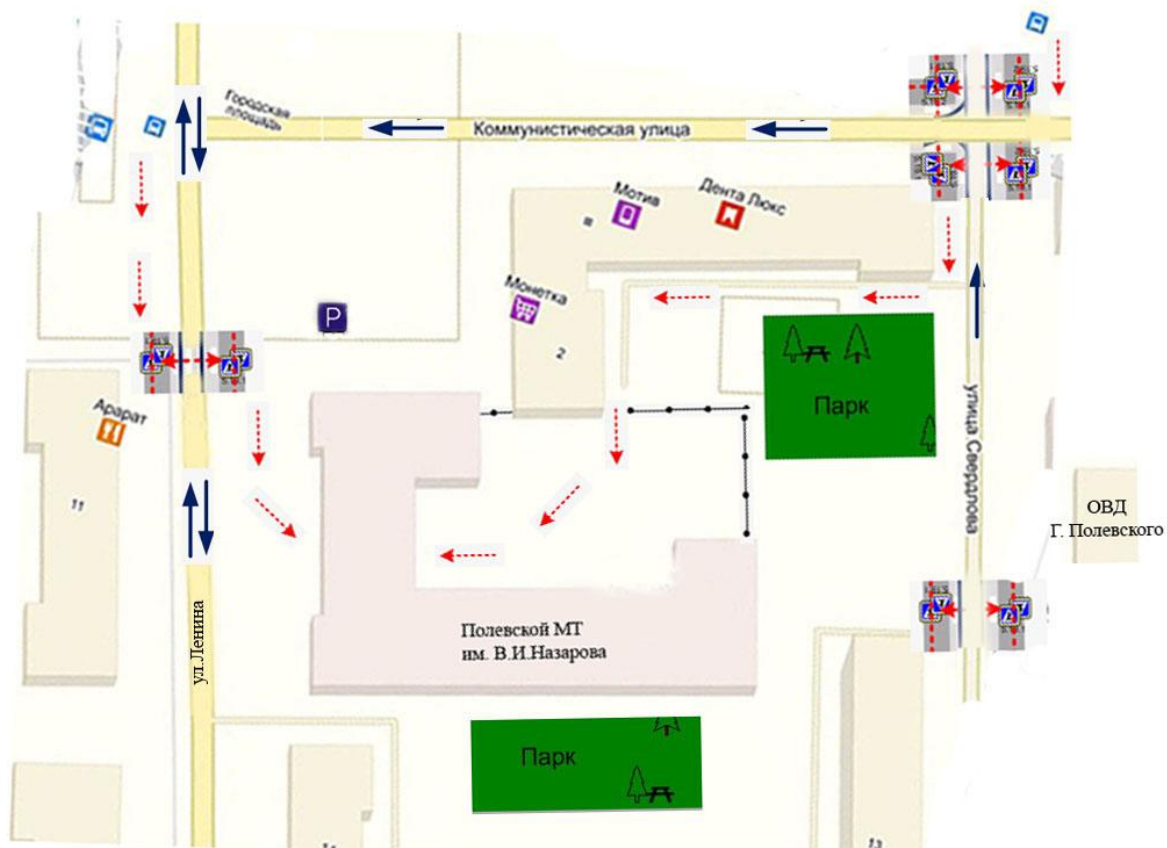 Городская
площадь
Коммунистическая улица
Мотив
Дента Люкс
Монетка
P
2
Парк
Арарат
11
улица Свердлова
ОВД
Г. Полевского
ул.Ленина
Полевской МТ
им. В.И.Назарова
Парк
13